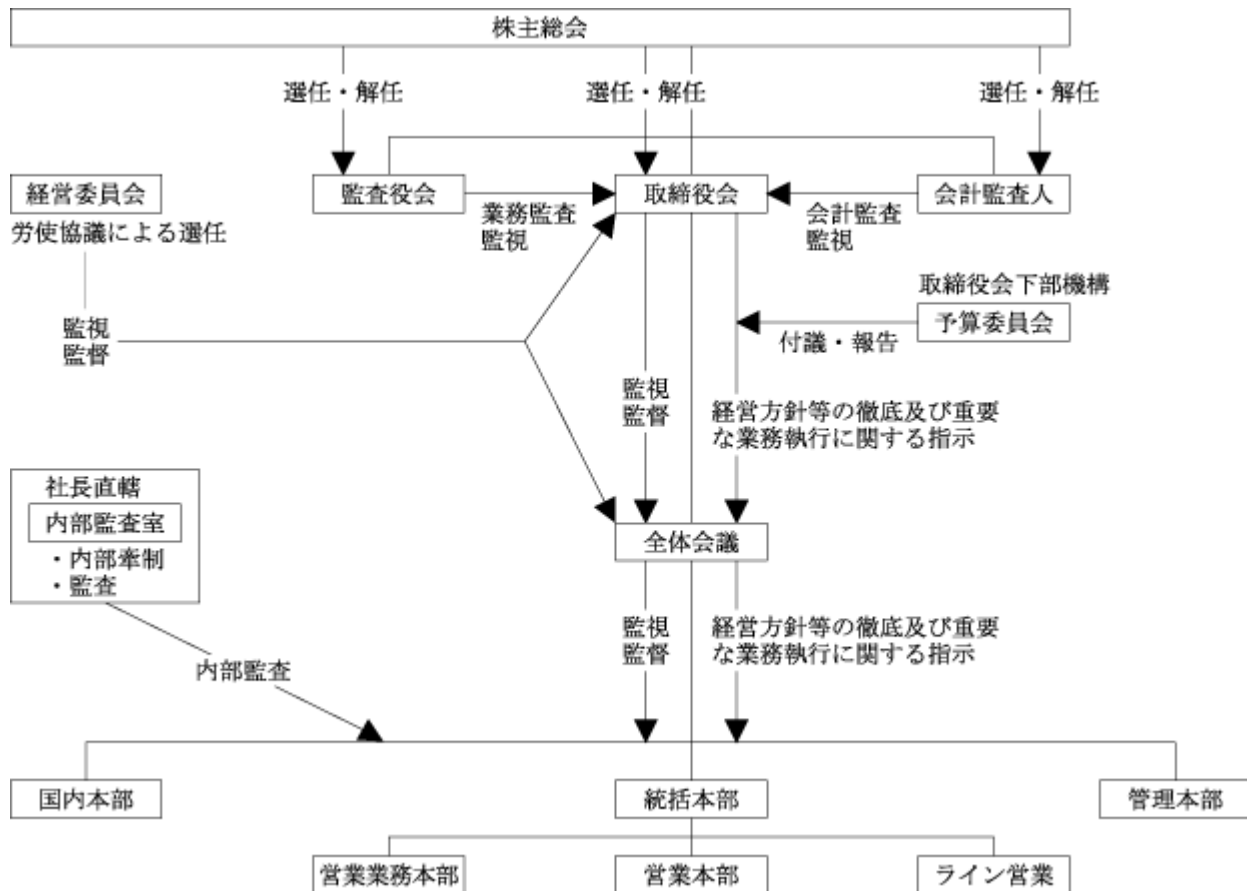 株主総会
選任・解任
選任・解任
選任・解任
経営委員会
監査役会
取締役会
会計監査人
労使協議による選任
業務監査
監視
会計監査
監視
取締役会下部機構
予算委員会
付議・報告
監視
監督
監視
監督
経営方針等の徹底及び重要
な業務執行に関する指示
社長直轄
内部監査室
・内部牽制
・監査
全体会議
監視
監督
経営方針等の徹底及び重要
な業務執行に関する指示
内部監査
国内本部
統括本部
管理本部
営業業務本部
営業本部
ライン営業